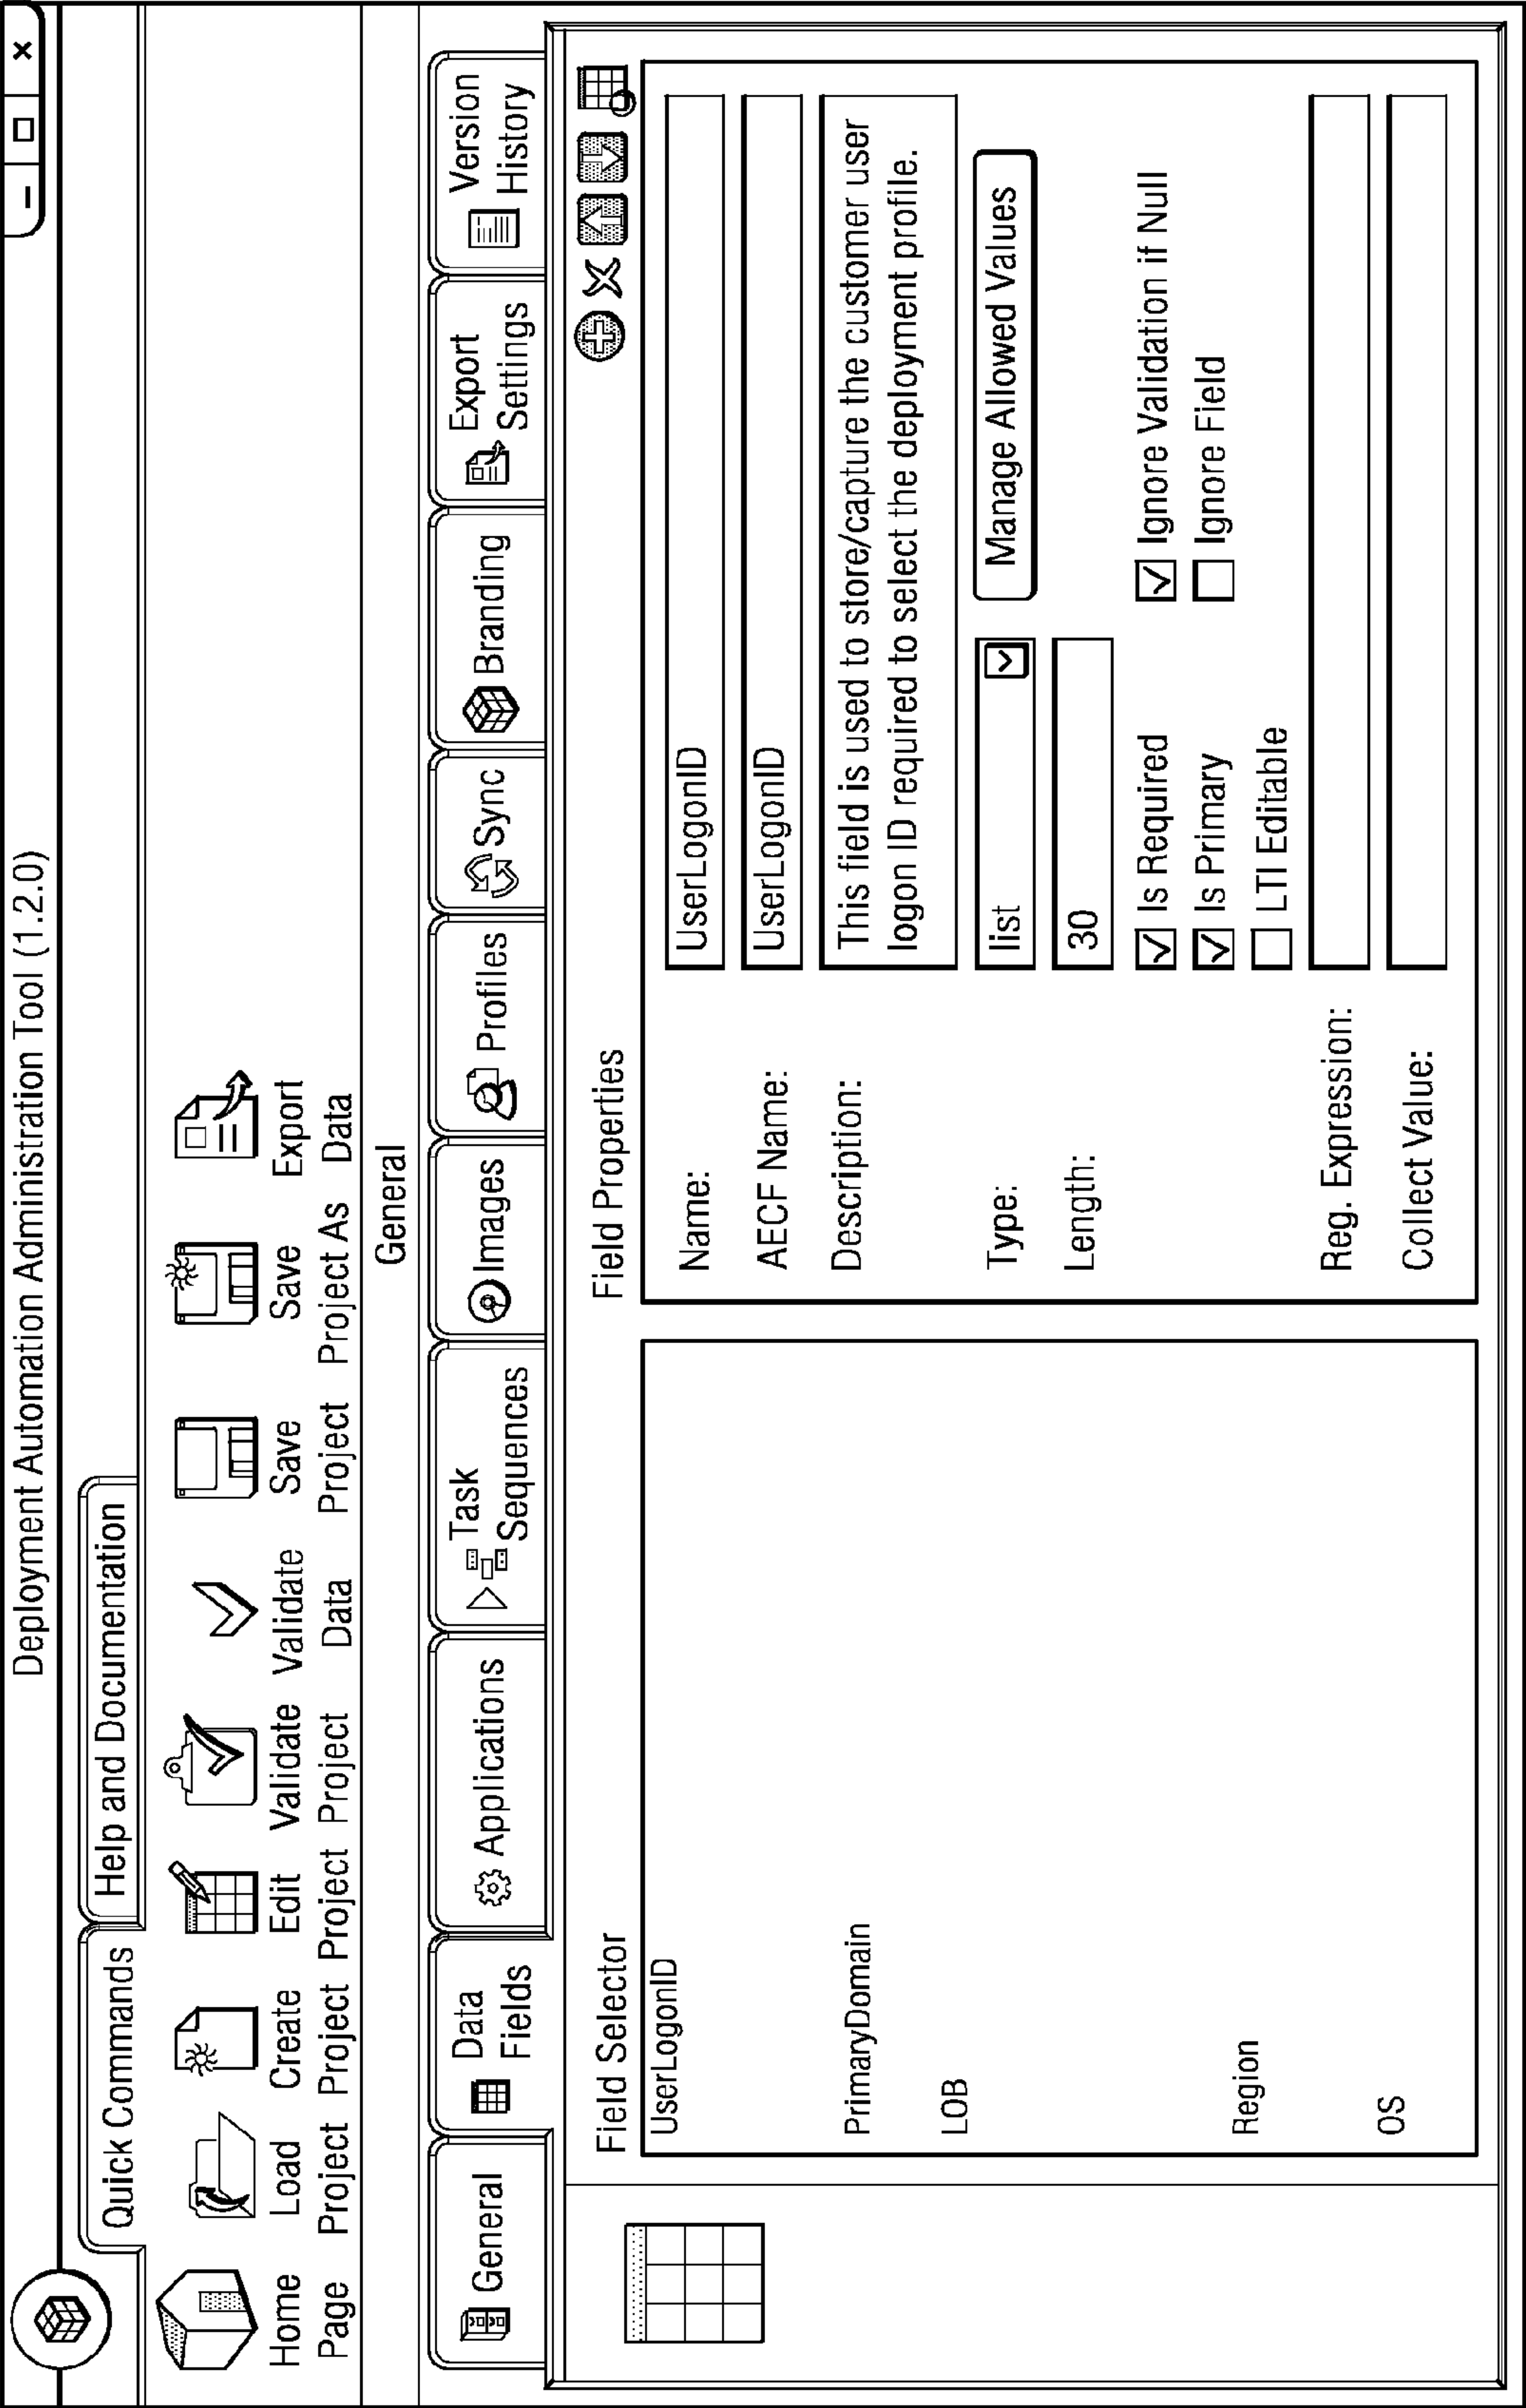 Deployment Automation Administration Tool (1.2.0)
Quick Commands
Help and Documentation
Home Page
Load Project
Create Project
Edit Project
Validate Project
Validate Data
Save Project
Save Project As
Export Data
General
General
Data Fields
Applications
Task Sequences
Images
Profiles
Sync
Branding
Export Settings
Version History
Field Selector
UserLogonID
PrimaryDomain
LOB
Region
OS
Field Properties
Name: UserLogonID
AECF Name: UserLogonID
Description: This field is used to store/capture the customer user
logon ID required to select the deployment profile.
Type: list Manage Allowed Values
Length: 30
Is Required Ignore Validation if Null
Is Primary Ignore Field
LTI Editable
Reg. Expression:
Collect Value: